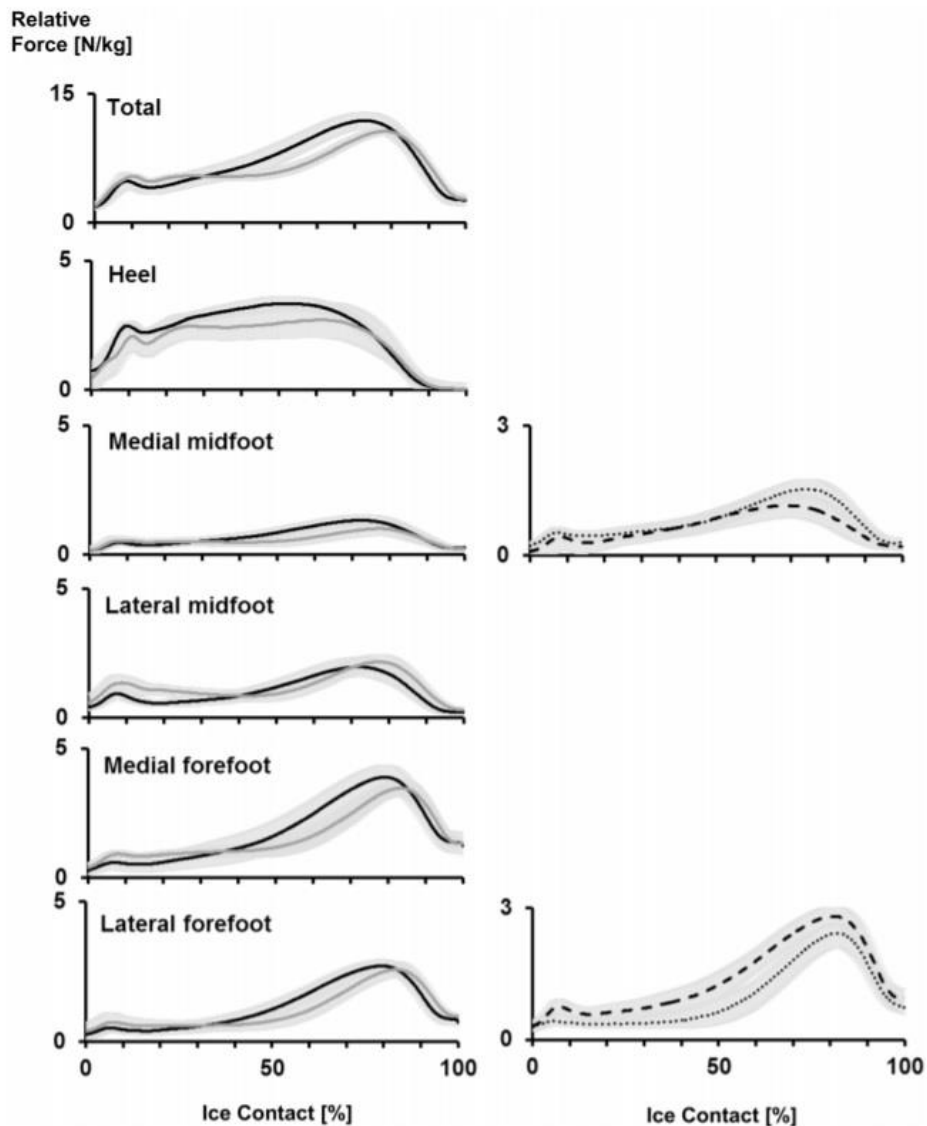 Relative
Force [N/kg]
15
Total
0
5
Heel
0
5
3
Medial midfoot
0
0
5
Lateral midfoot
0
5
Medial forefoot
0
5
3
Lateral forefoot
0
0
0 50 100
0 50 100
Ice Contact [%]
Ice Contact [%]